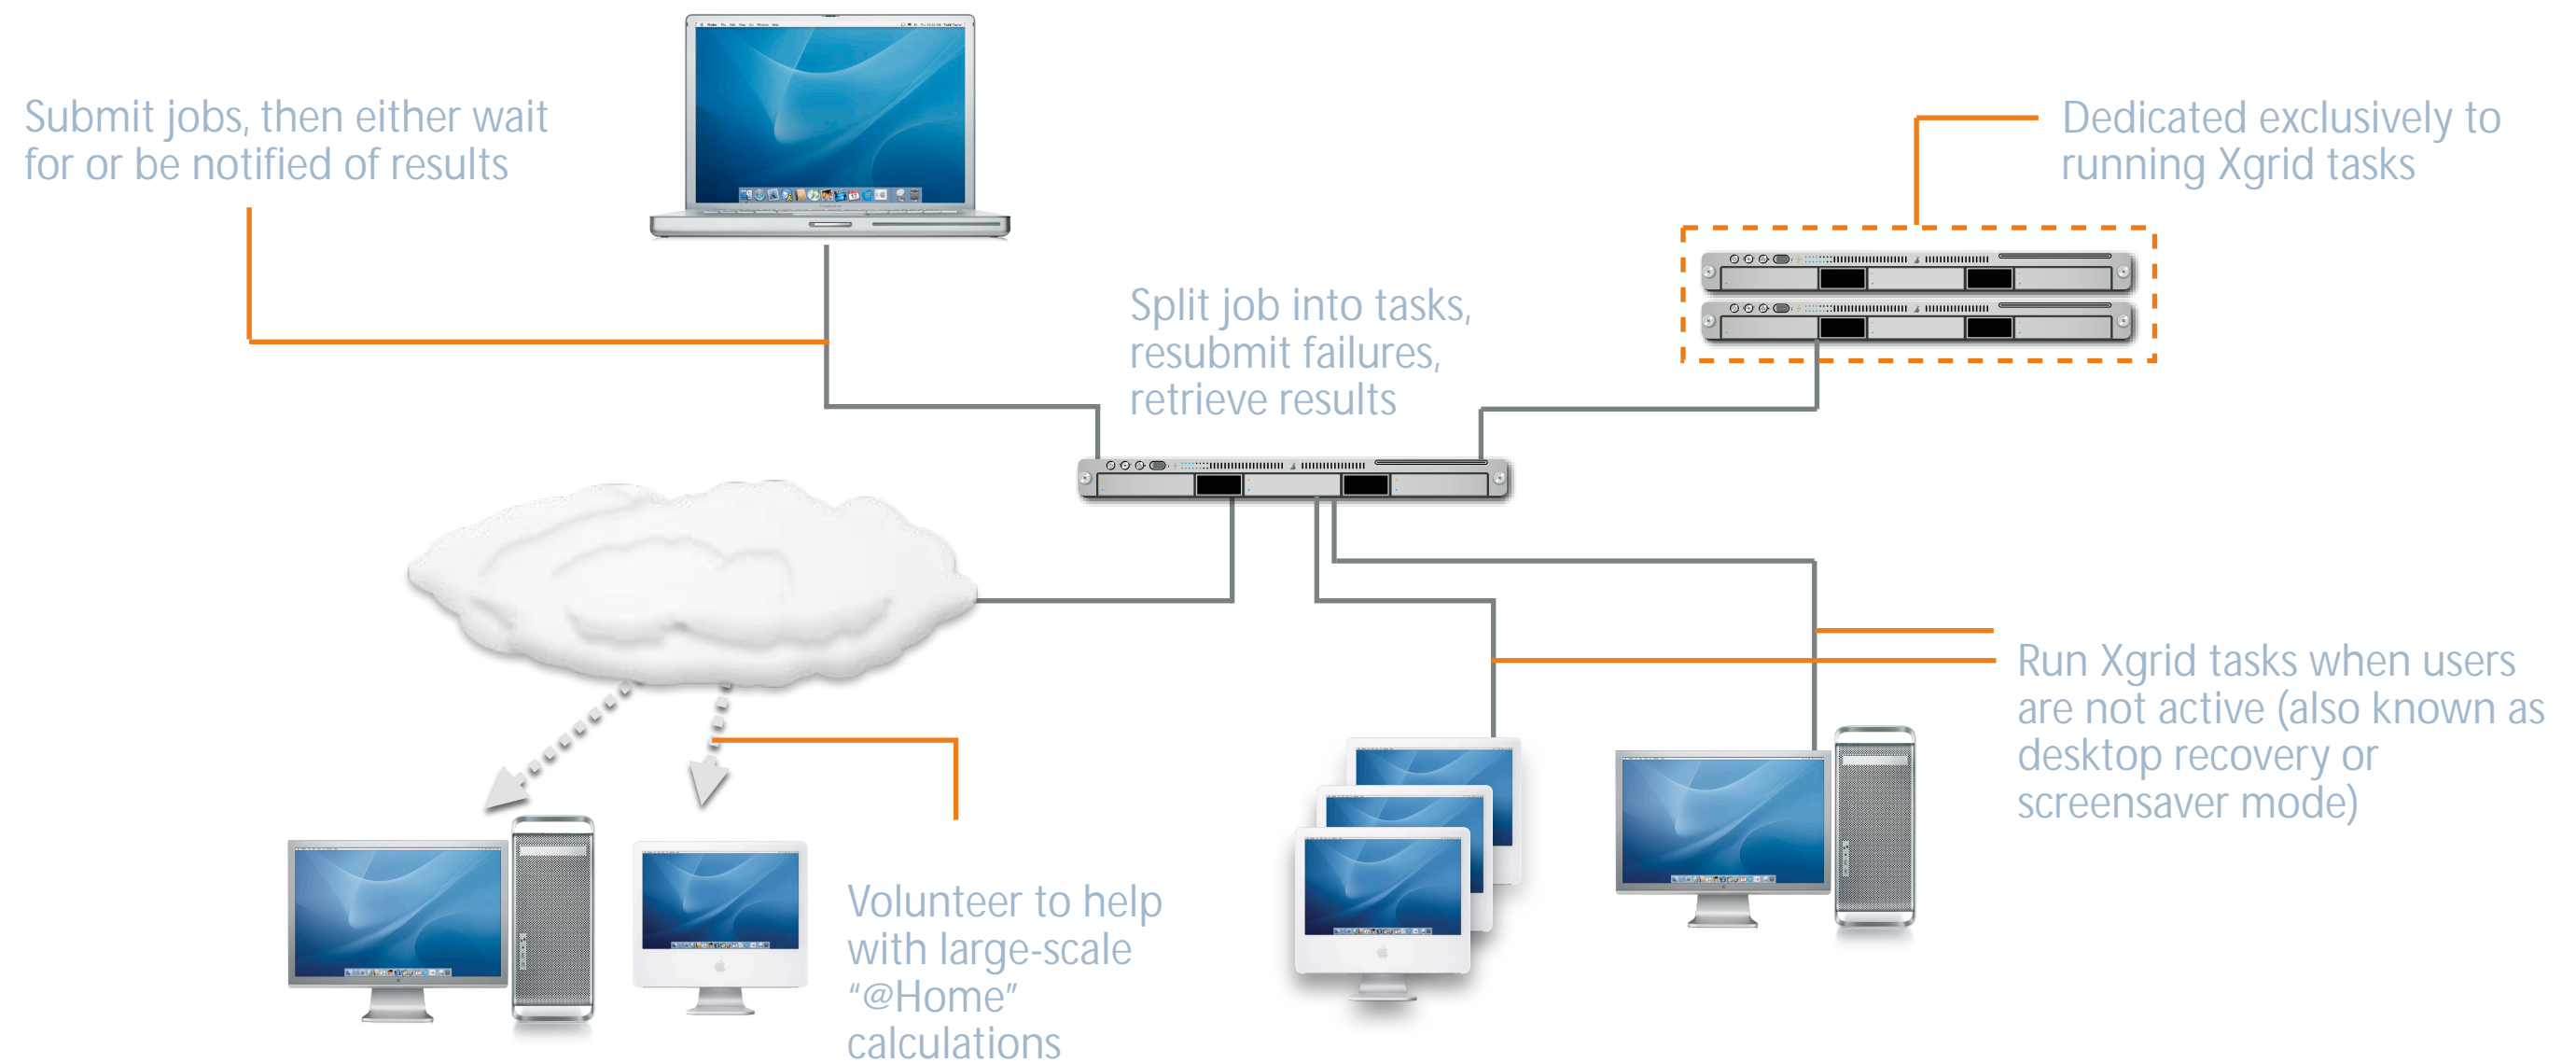 Submit jobs, then either wait
for or be notified of results
Dedicated exclusively to
running Xgrid tasks
Split job into tasks,
resubmit failures,
retrieve results
Run Xgrid tasks when users
are not active (also known as
desktop recovery or
screensaver mode)
Volunteer to help
with large-scale
“@Home”
calculations